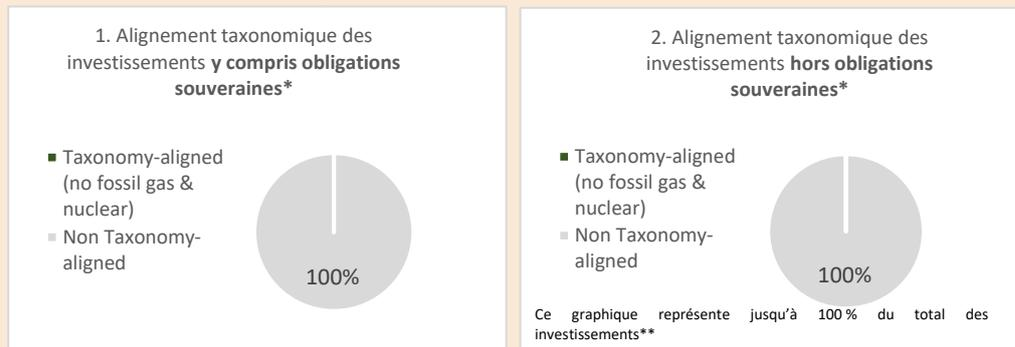 1. Alignement taxonomique des
investissements y compris obligations
souveraines*
Taxonomy-aligned
(no fossil gas &
nuclear)
Non Taxonomy-
aligned
100%
2. Alignement taxonomique des
investissements hors obligations
souveraines*
Taxonomy-aligned
(no fossil gas &
nuclear)
Non Taxonomy-
aligned
100%
Ce graphique représente jusqu'à 100 % du total des
investissements**